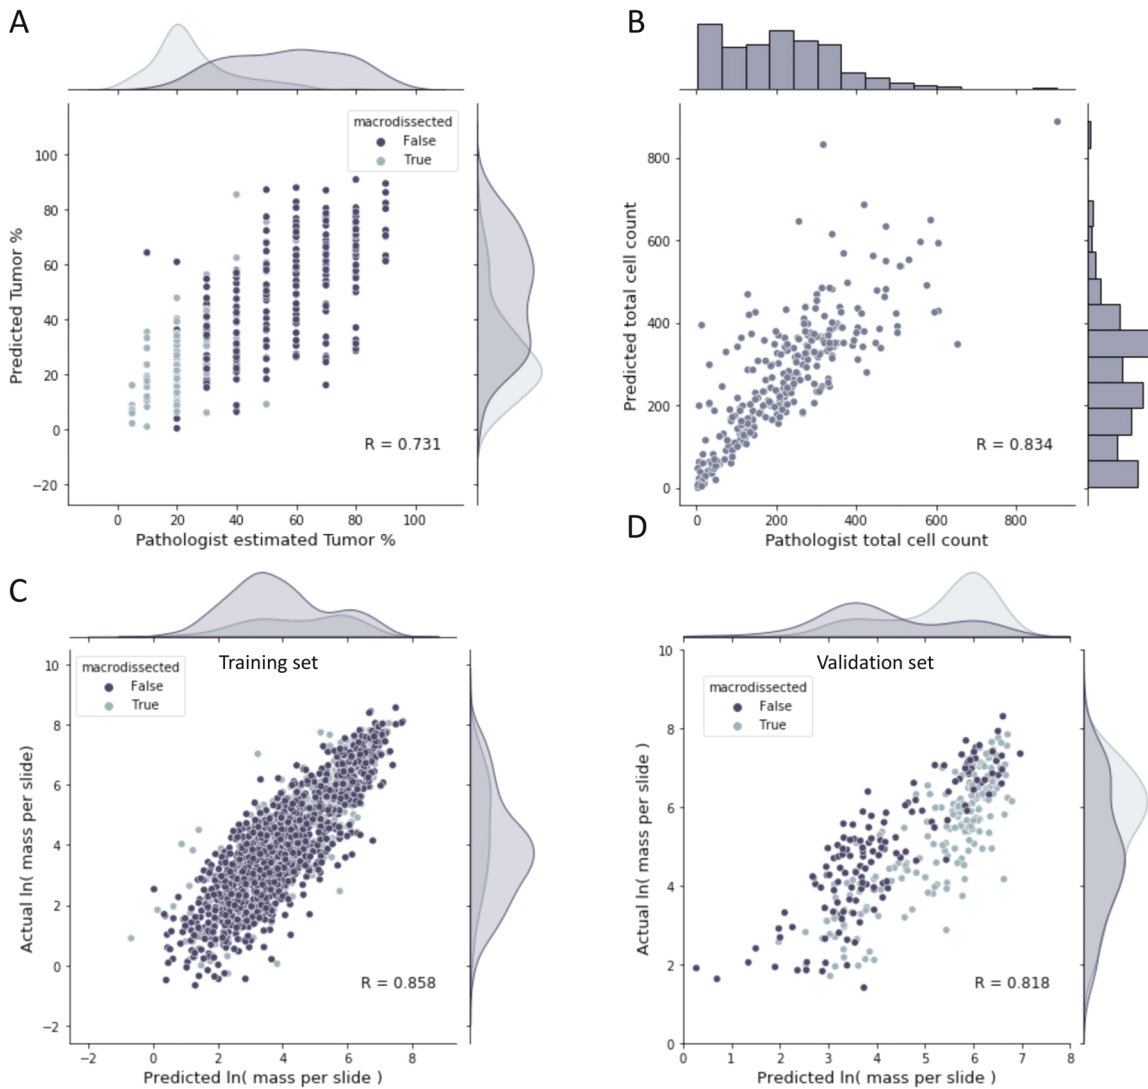 A
macrodissected
False
True
100
80
60
40
20
0
−20
R = 0.731
0 20 40 60 80 100
Predicted Tumor %
Pathologist estimated Tumor %
B
800
600
400
200
0
R = 0.834
0 200 400 600 800
Predicted total cell count
Pathologist total cell count
C
Training set
macrodissected
False
True
10
8
6
4
2
0
−2
R = 0.858
−2 0 2 4 6 8
Actual ln( mass per slide)
Predicted ln( mass per slide )
D
Validation set
macrodissected
False
True
10
8
6
4
2
0
R = 0.818
0 1 2 3 4 5 6 7 8
Actual ln( mass per slide )
Predicted ln( mass per slide )